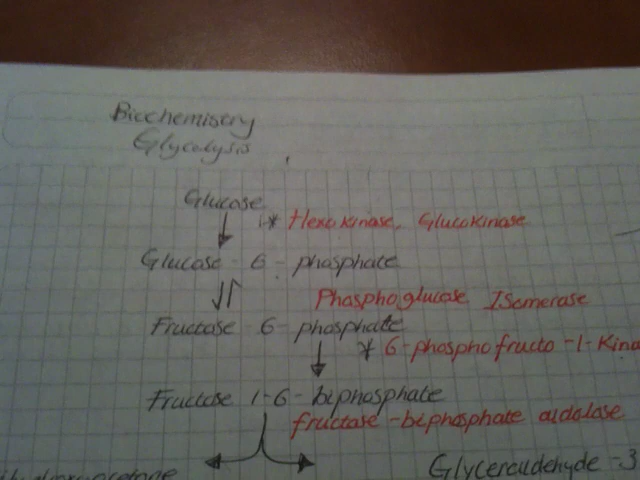 Biochemistry
Glycolysis
Glucose
* Hexokinase, Glucokinase
Glucose - 6 - phosphate
Phosphoglucose Isomerase
Fructose 6 - phosphate
* 6-phosphofructo-1-Kina
Fructose 1-6- biphosphate
fructose -biphosphate aldolase
Glyceraldehyde -3